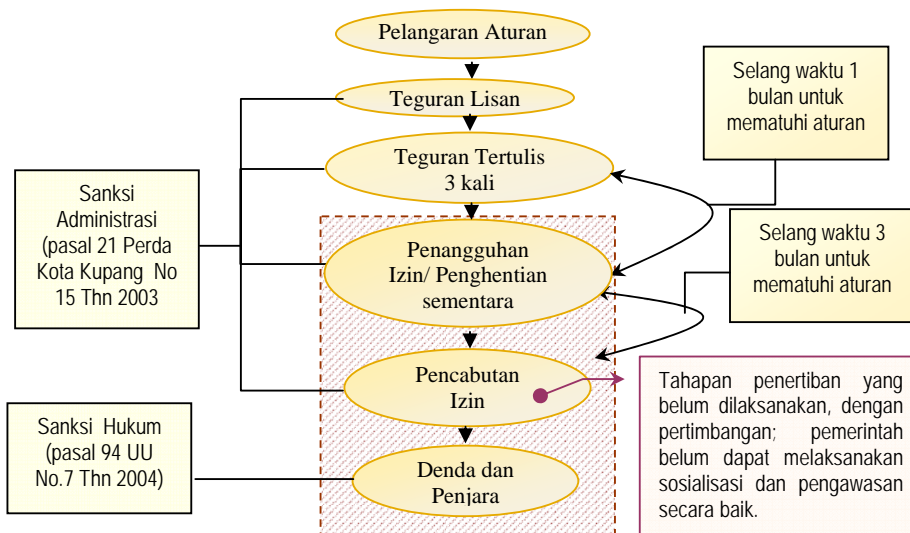 Pelangaran Aturan
Teguran Lisan
Teguran Tertulis
3 kali
Penangguhan
Izin/ Penghentian
sementara
Pencabutan
Izin
Denda dan
Penjara
Sanksi
Administrasi
(pasal 21 Perda
Kota Kupang No
15 Thn 2003
Sanksi Hukum
(pasal 94 UU
No.7 Thn 2004)
Selang waktu 1
bulan untuk
mematuhi aturan
Selang waktu 3
bulan untuk
mematuhi aturan
Tahapan penertiban yang
belum dilaksanakan, dengan
pertimbangan; pemerintah
belum dapat melaksanakan
sosialisasi dan pengawasan
secara baik.